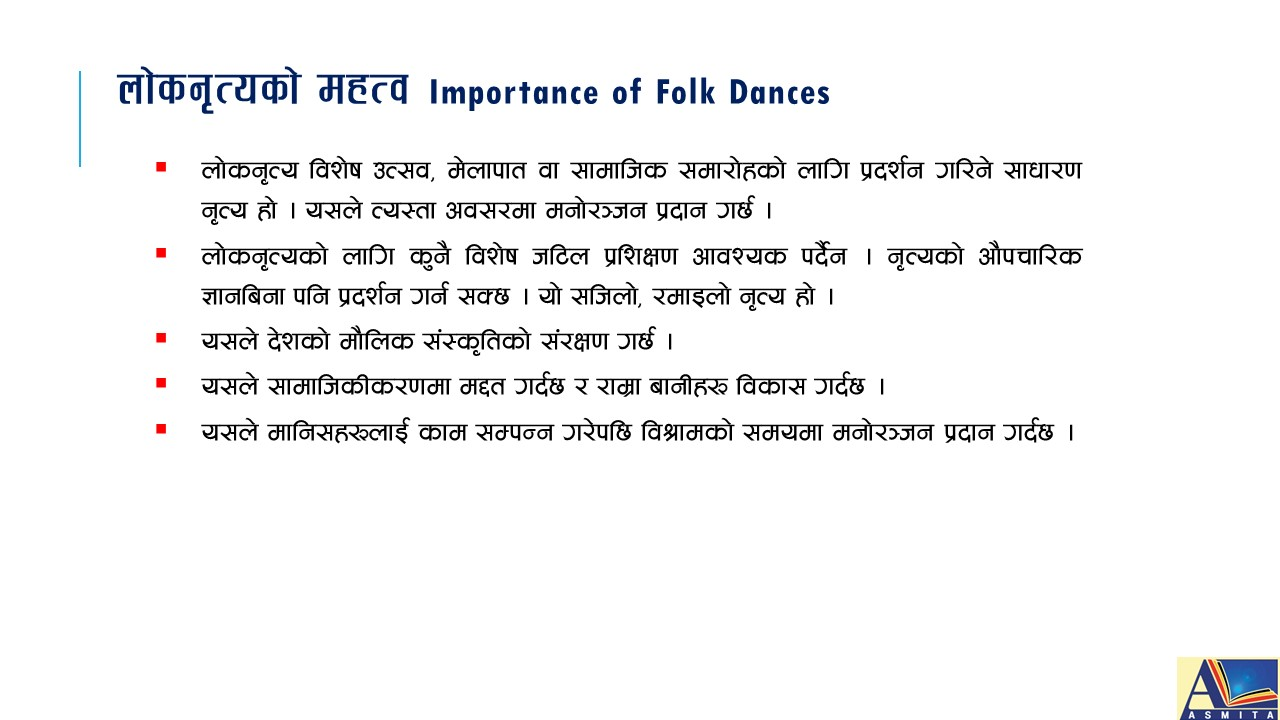 लोकनृत्यको महत्व Importance of Folk Dances
▪ लोकनृत्य विशेष उत्सव, मेलापात वा सामाजिक समारोहको लागि प्रदर्शन गरिने साधारण
नृत्य हो । यसले त्यस्ता अवसरमा मनोरञ्जन प्रदान गर्छ ।
▪ लोकनृत्यको लागि कुनै विशेष जटिल प्रशिक्षण आवश्यक पर्दैन । नृत्यको औपचारिक
ज्ञानबिना पनि प्रदर्शन गर्न सक्छ । यो सजिलो, रमाइलो नृत्य हो ।
▪ यसले देशको मौलिक संस्कृतिको संरक्षण गर्छ ।
▪ यसले सामाजिकीकरणमा मद्दत गर्दछ र राम्रा बानीहरु विकास गर्दछ ।
▪ यसले मानिसहरुलाई काम सम्पन्न गरेपछि विश्रामको समयमा मनोरञ्जन प्रदान गर्दछ ।
ASMITA